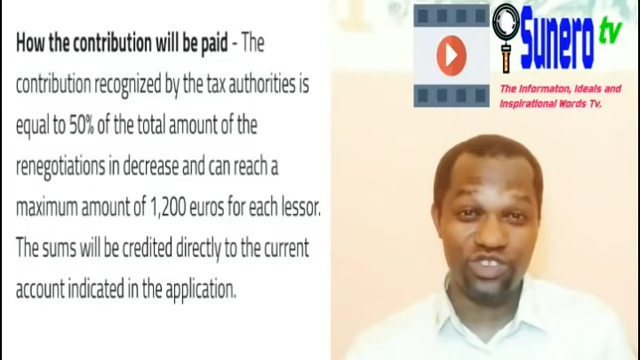 How the contribution will be paid - The
contribution recognized by the tax authorities is
equal to 50% of the total amount of the
renegotiations in decrease and can reach a
maximum amount of 1,200 euros for each lessor.
The sums will be credited directly to the current
account indicated in the application.
Sunero tv
The Informaton, Ideals and
Inspirational Words Tv.